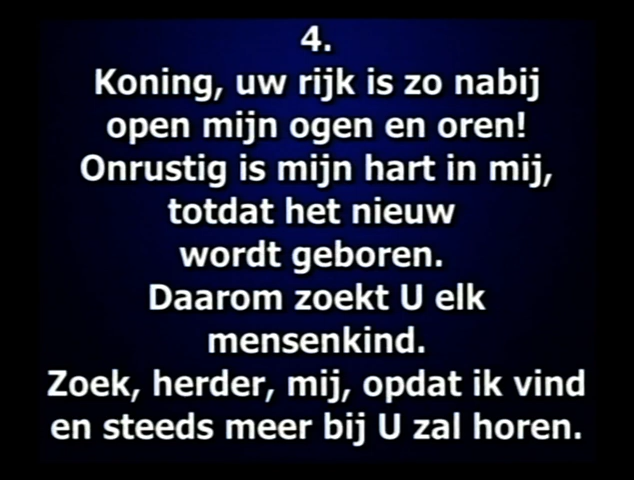 4.
Koning, uw rijk is zo nabij
open mijn ogen en oren!
Onrustig is mijn hart in mij,
totdat het nieuw
wordt geboren.
Daarom zoekt U elk
mensenkind.
Zoek, herder, mij, opdat ik vind
en steeds meer bij U zal horen.